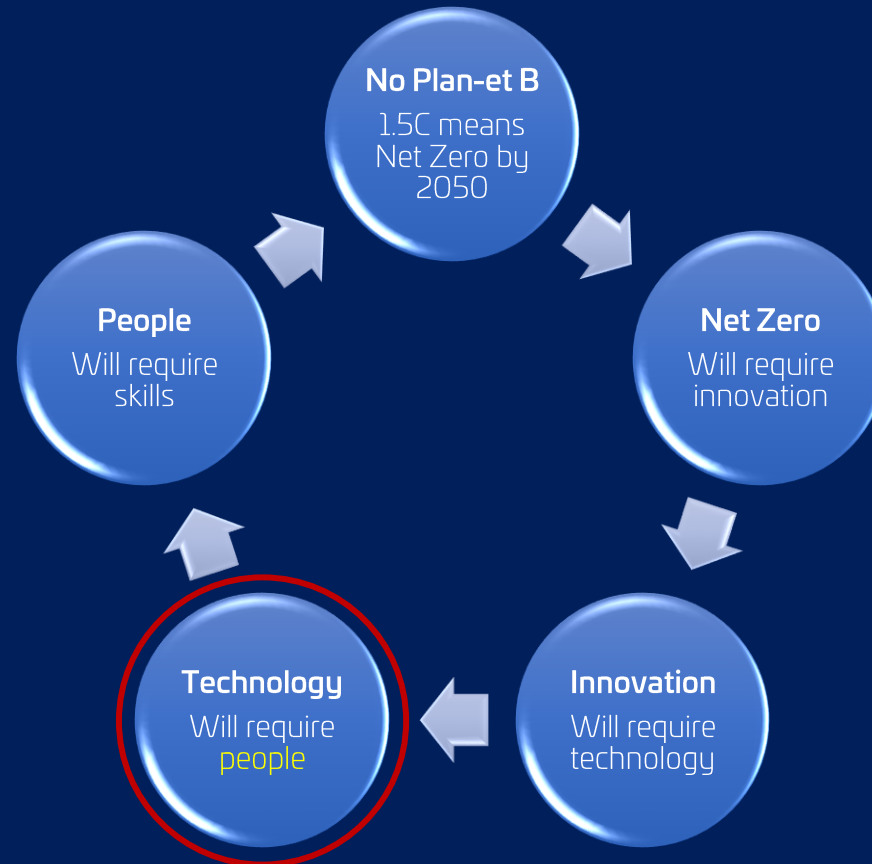 No Plan-et B
1.5C means
Net Zero by
2050
Net Zero
Will require
innovation
Innovation
Will require
technology
Technology
Will require
people
People
Will require
skills